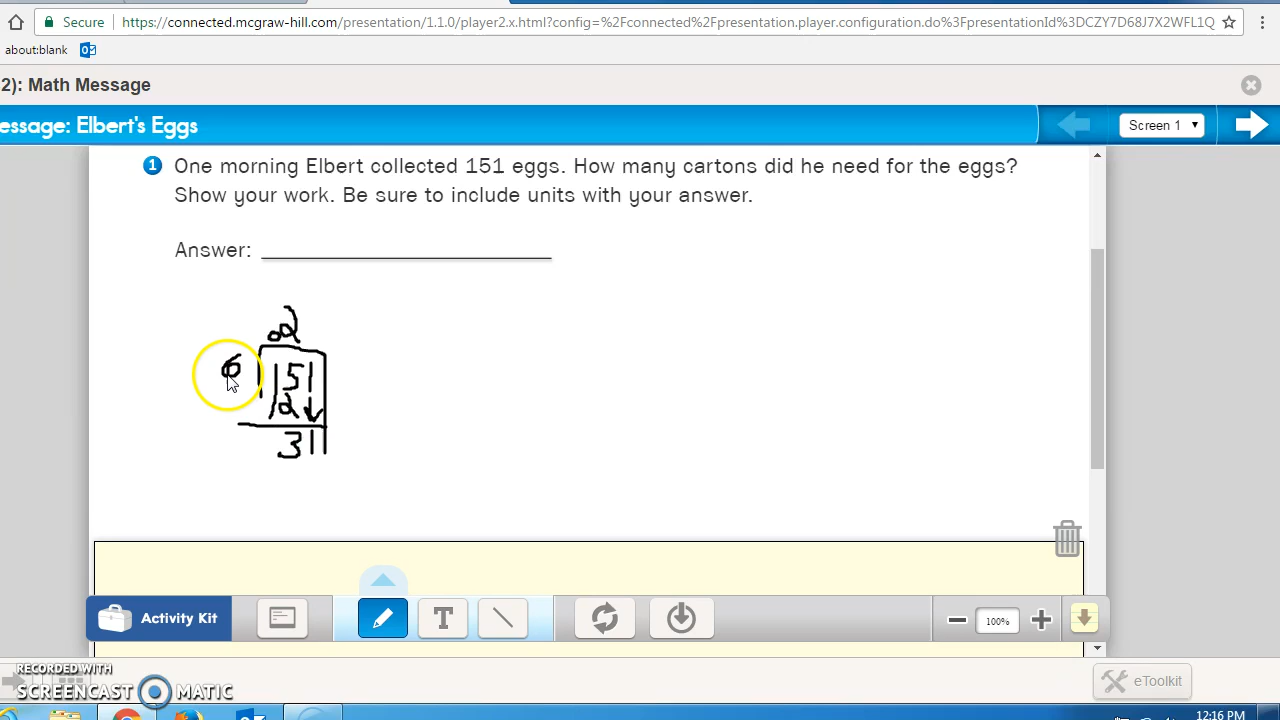 Secure https://connected.mcgraw-hill.com/presentation/1.1.0/player2.x.html?config=%2Fconnected%2Fpresentation.player.configuration.do%3FpresentationId%3DCZY7D68J7X2WFL1Q
about:blank
2): Math Message
essage: Elbert's Eggs
Screen 1
1 One morning Elbert collected 151 eggs. How many cartons did he need for the eggs?
Show your work. Be sure to include units with your answer.
Answer:
02
6 151
12
31
Activity Kit
T
100%
RECORDED WITH
SCREENCAST MATIC
eToolkit
12:16 PM